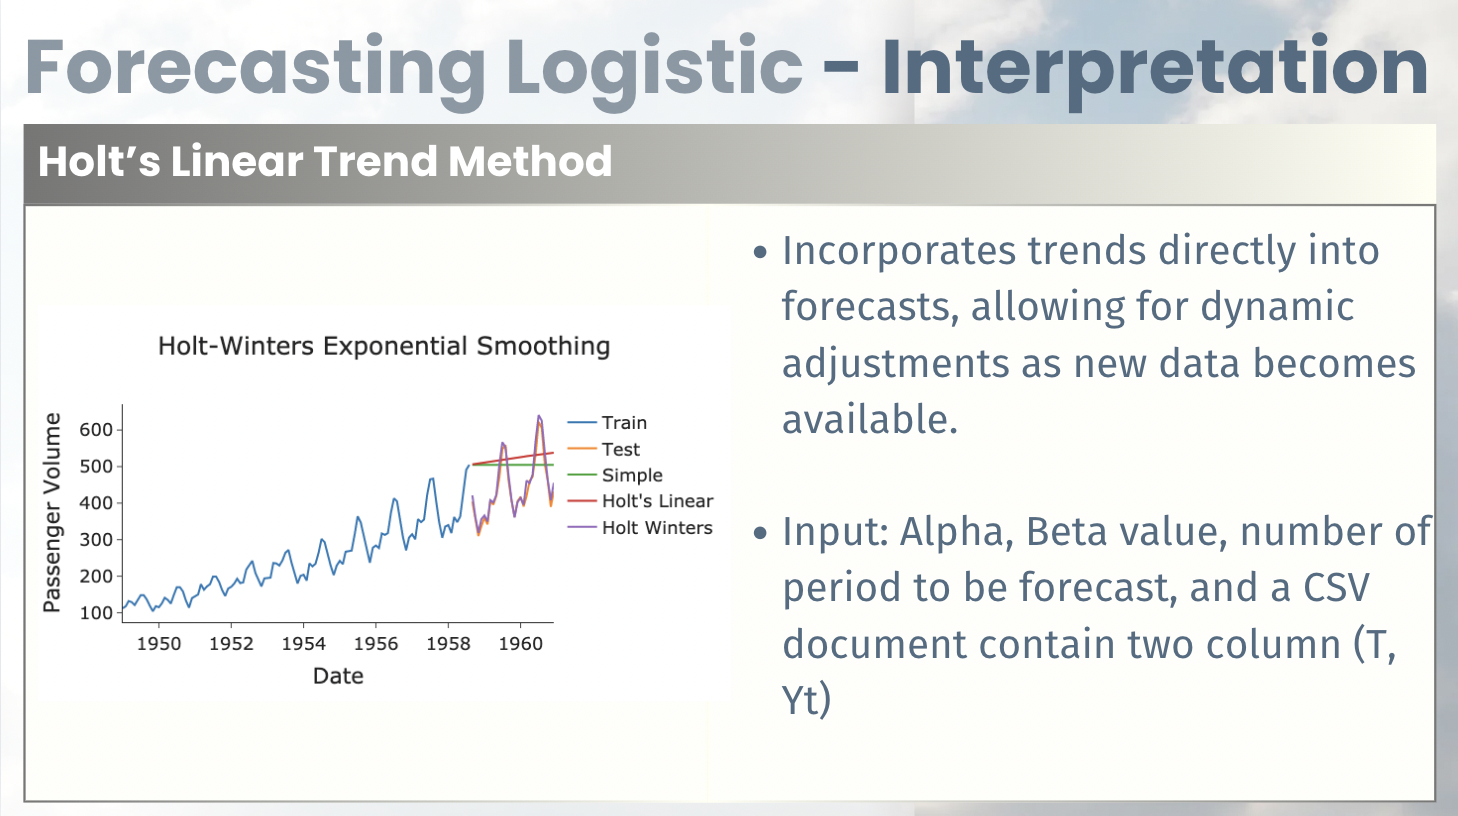 Forecasting Logistic - Interpretation
Holt's Linear Trend Method
Holt-Winters Exponential Smoothing
Passenger Volume
600
500
400
300
200
100
1950 1952 1954 1956 1958 1960
Date
Train
Test
Simple
Holt's Linear
Holt Winters
• Incorporates trends directly into
forecasts, allowing for dynamic
adjustments as new data becomes
available.
• Input: Alpha, Beta value, number of
period to be forecast, and a CSV
document contain two column (T,
Yt)